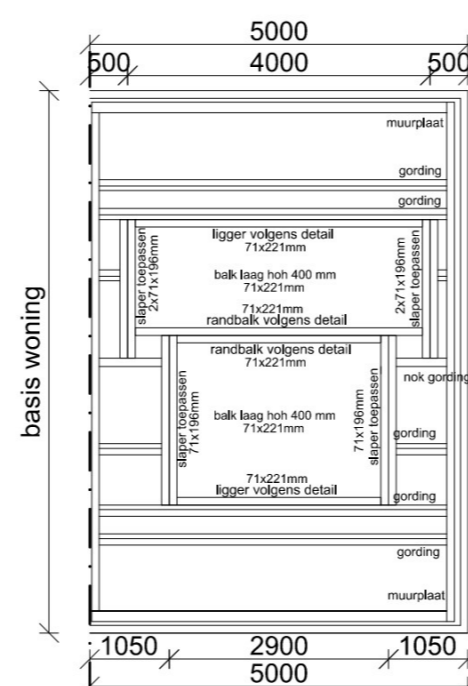 5000
500 4000 500
muurplaat
gording
gording
ligger volgens detail
71x221mm
slaper toepassen
2x71x196mm
balk laag hoh 400 mm
71x221mm
2x71x196mm
slaper toepassen
71x221mm
randbalk volgens detail
basis woning
randbalk volgens detail
71x221mm
nok gording
slaper toepassen
71x196mm
balk laag hoh 400 mm
71x221mm
71x196mm
slaper toepassen
gording
71x221mm
ligger volgens detail
gording
gording
muurplaat
1050 2900 1050
5000